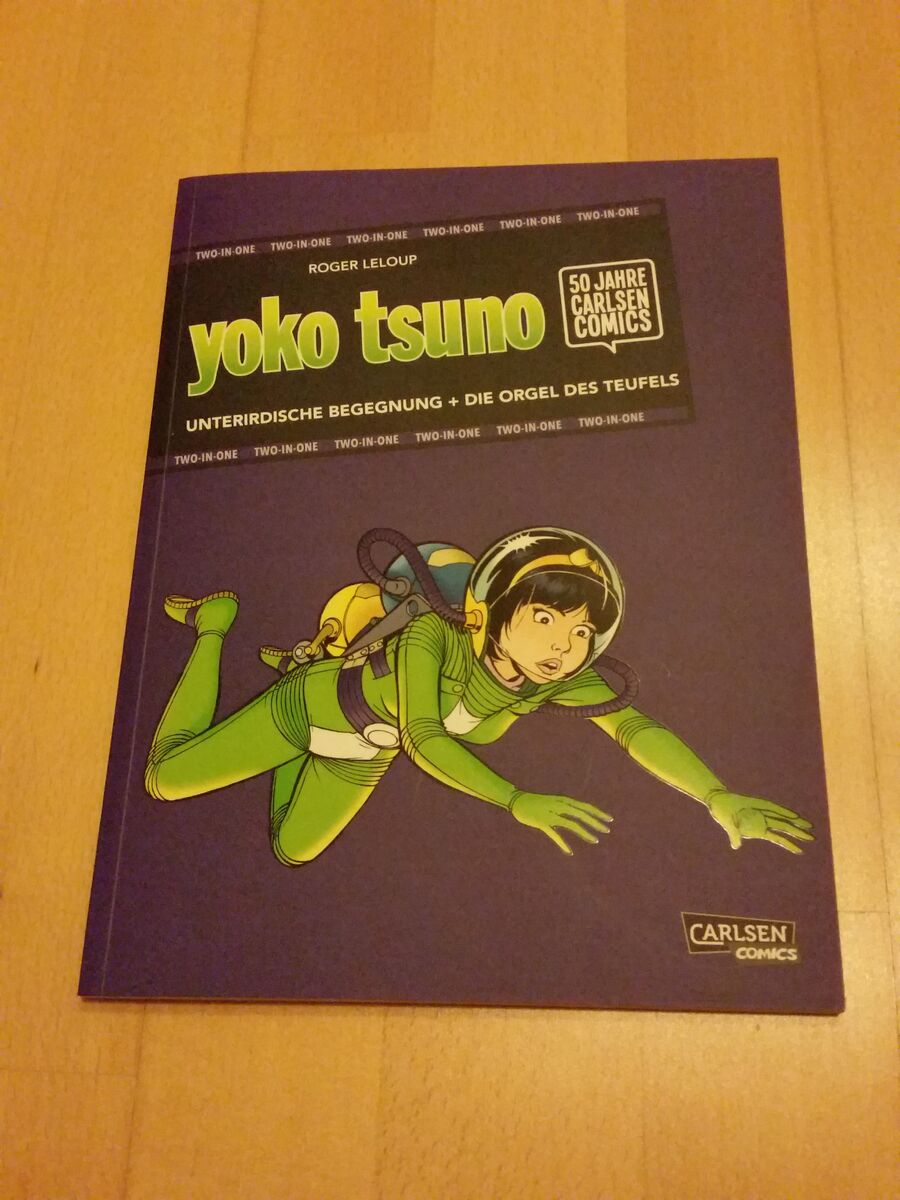 TWO-IN-ONE TWO-IN-ONE TWO-IN-ONE TWO-IN-ONE TWO-IN-ONE TWO-IN-ONE
ROGER LELOUP
yoko tsuno
50 JAHRE
CARLSEN
COMICS
UNTERIRDISCHE BEGEGNUNG + DIE ORGEL DES TEUFELS
TWO-IN-ONE TWO-IN-ONE TWO-IN-ONE TWO-IN-ONE TWO-IN-ONE TWO-IN-ONE
CARLSEN
COMICS